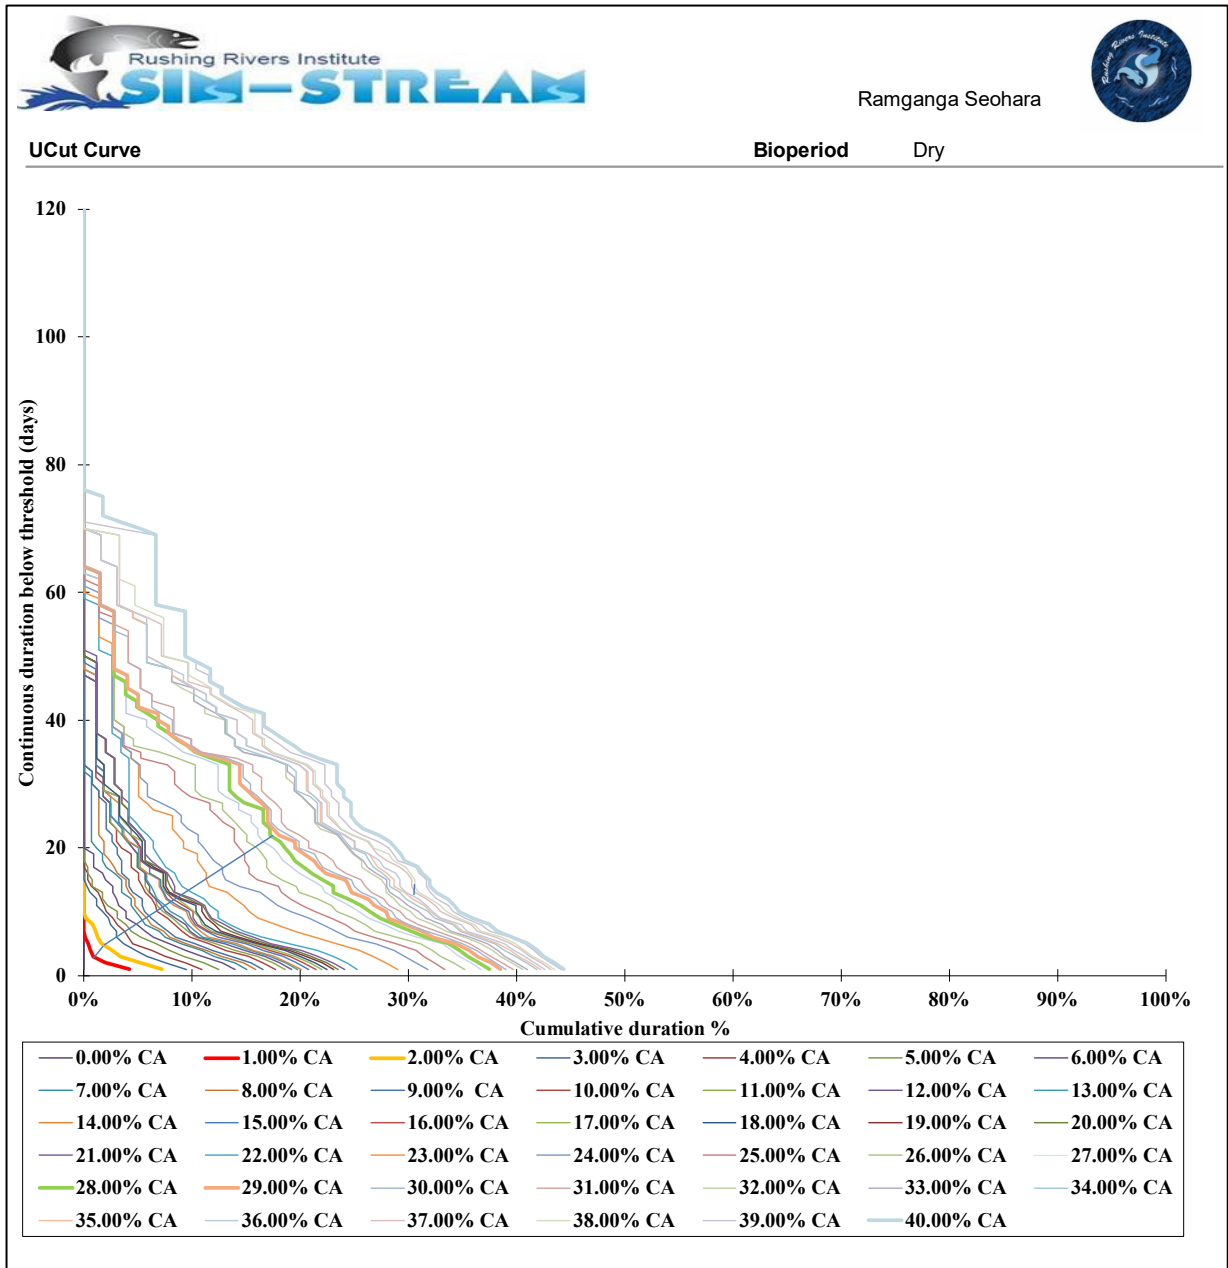 Rushing Rivers Institute
SIM-STREAM
Ramganga Seohara
Rushing Rivers Institute
UCut Curve Bioperiod Dry
Continuous duration below threshold (days)
120
100
80
60
40
20
0
0% 10% 20% 30% 40% 50% 60% 70% 80% 90% 100%
Cumulative duration %
0.00% CA 1.00% CA 2.00% CA 3.00% CA 4.00% CA 5.00% CA 6.00% CA
7.00% CA 8.00% CA 9.00% CA 10.00% CA 11.00% CA 12.00% CA 13.00% CA
14.00% CA 15.00% CA 16.00% CA 17.00% CA 18.00% CA 19.00% CA 20.00% CA
21.00% CA 22.00% CA 23.00% CA 24.00% CA 25.00% CA 26.00% CA 27.00% CA
28.00% CA 29.00% CA 30.00% CA 31.00% CA 32.00% CA 33.00% CA 34.00% CA
35.00% CA 36.00% CA 37.00% CA 38.00% CA 39.00% CA 40.00% CA